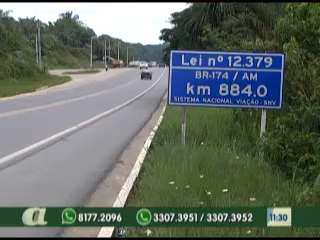 Lei nº 12.379
BR-174 / AM
km 884.0
SISTEMA NACIONAL VIAÇÃO - SNV
a 8177.2096 3307.3951 / 3307.3952 11:30